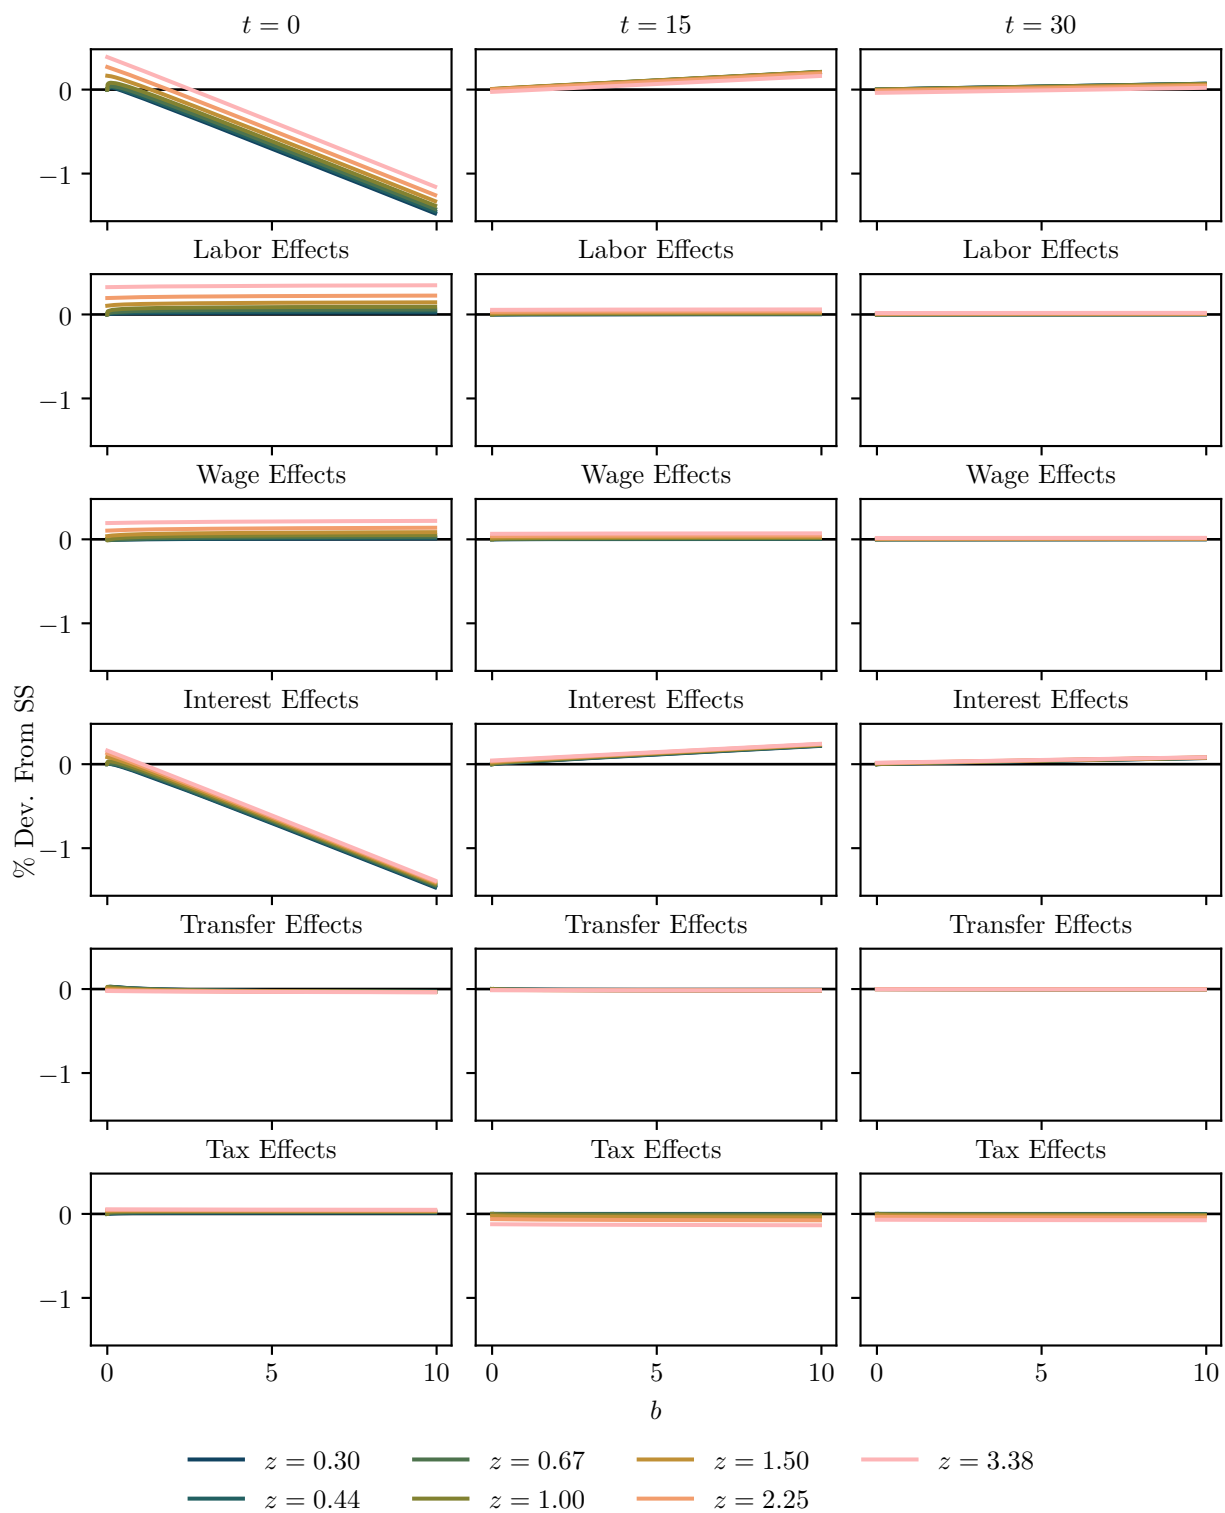 t = 0 t = 15 t = 30
0
−1
Labor Effects Labor Effects Labor Effects
0
−1
Wage Effects Wage Effects Wage Effects
0
−1
% Dev. From SS
Interest Effects Interest Effects Interest Effects
0
−1
Transfer Effects Transfer Effects Transfer Effects
0
−1
Tax Effects Tax Effects Tax Effects
0
−1
0 5 10 0 5 10 0 5 10
b
z = 0.30 z = 0.67 z = 1.50 z = 3.38
z = 0.44 z = 1.00 z = 2.25